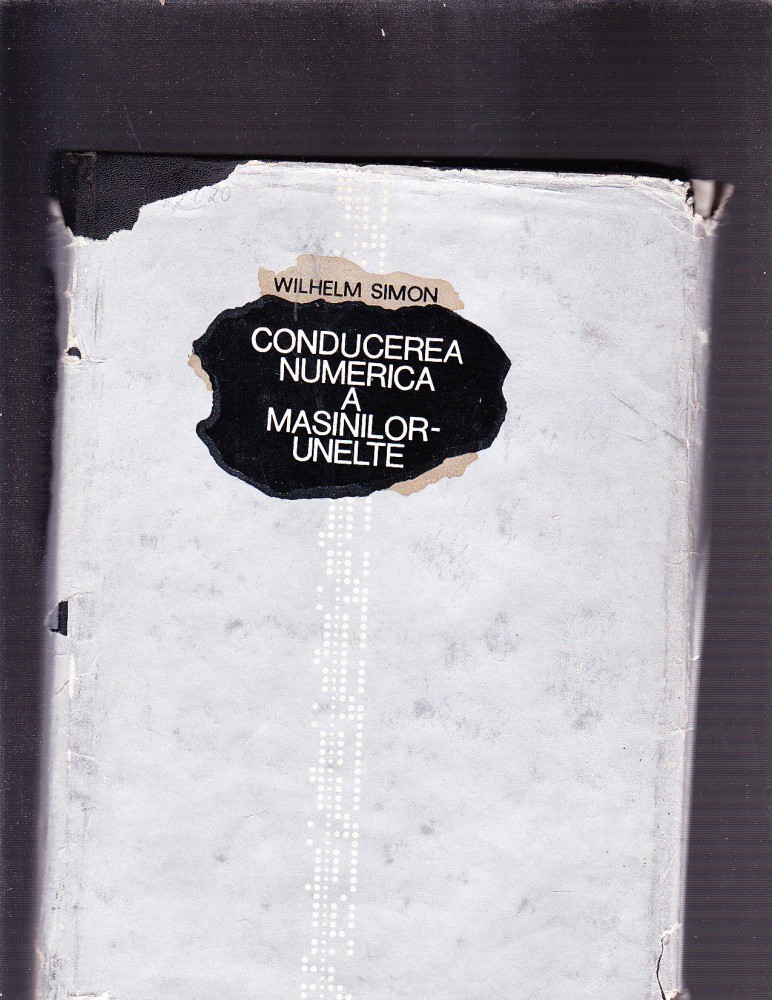 WILHELM SIMON
CONDUCEREA
NUMERICA
A
MASINILOR-
UNELTE